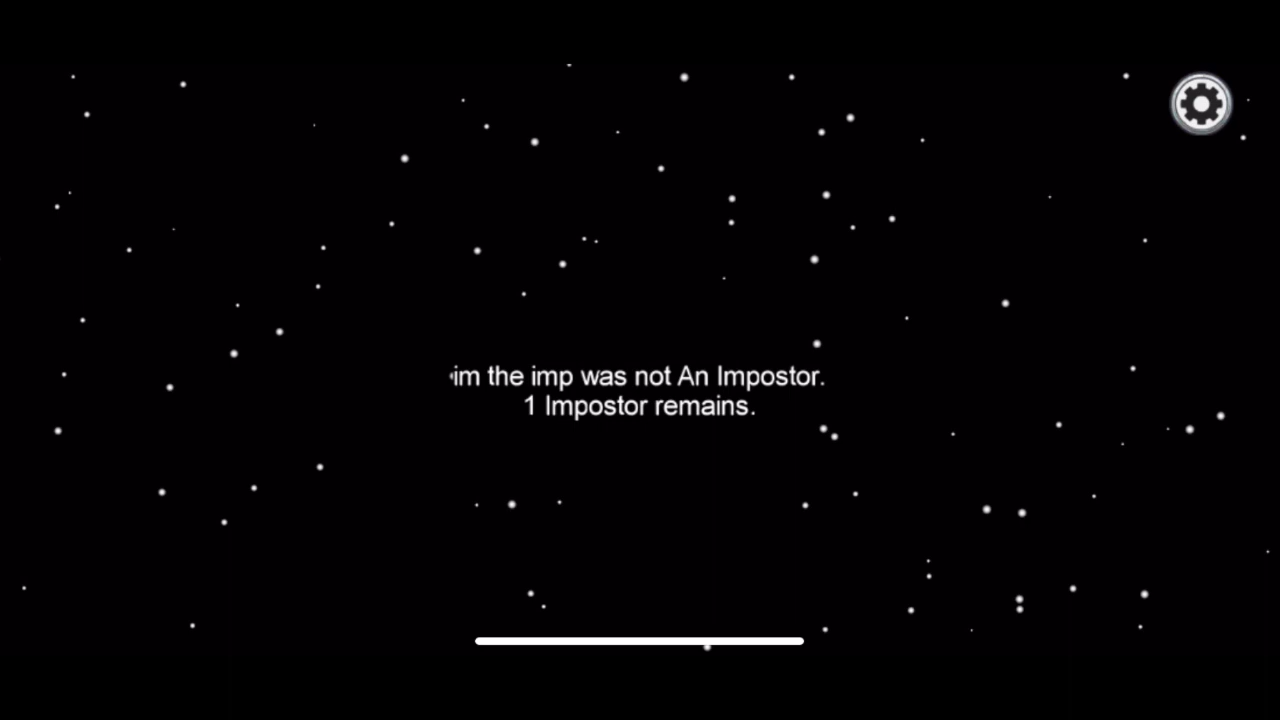 im the imp was not An Impostor.
1 Impostor remains.